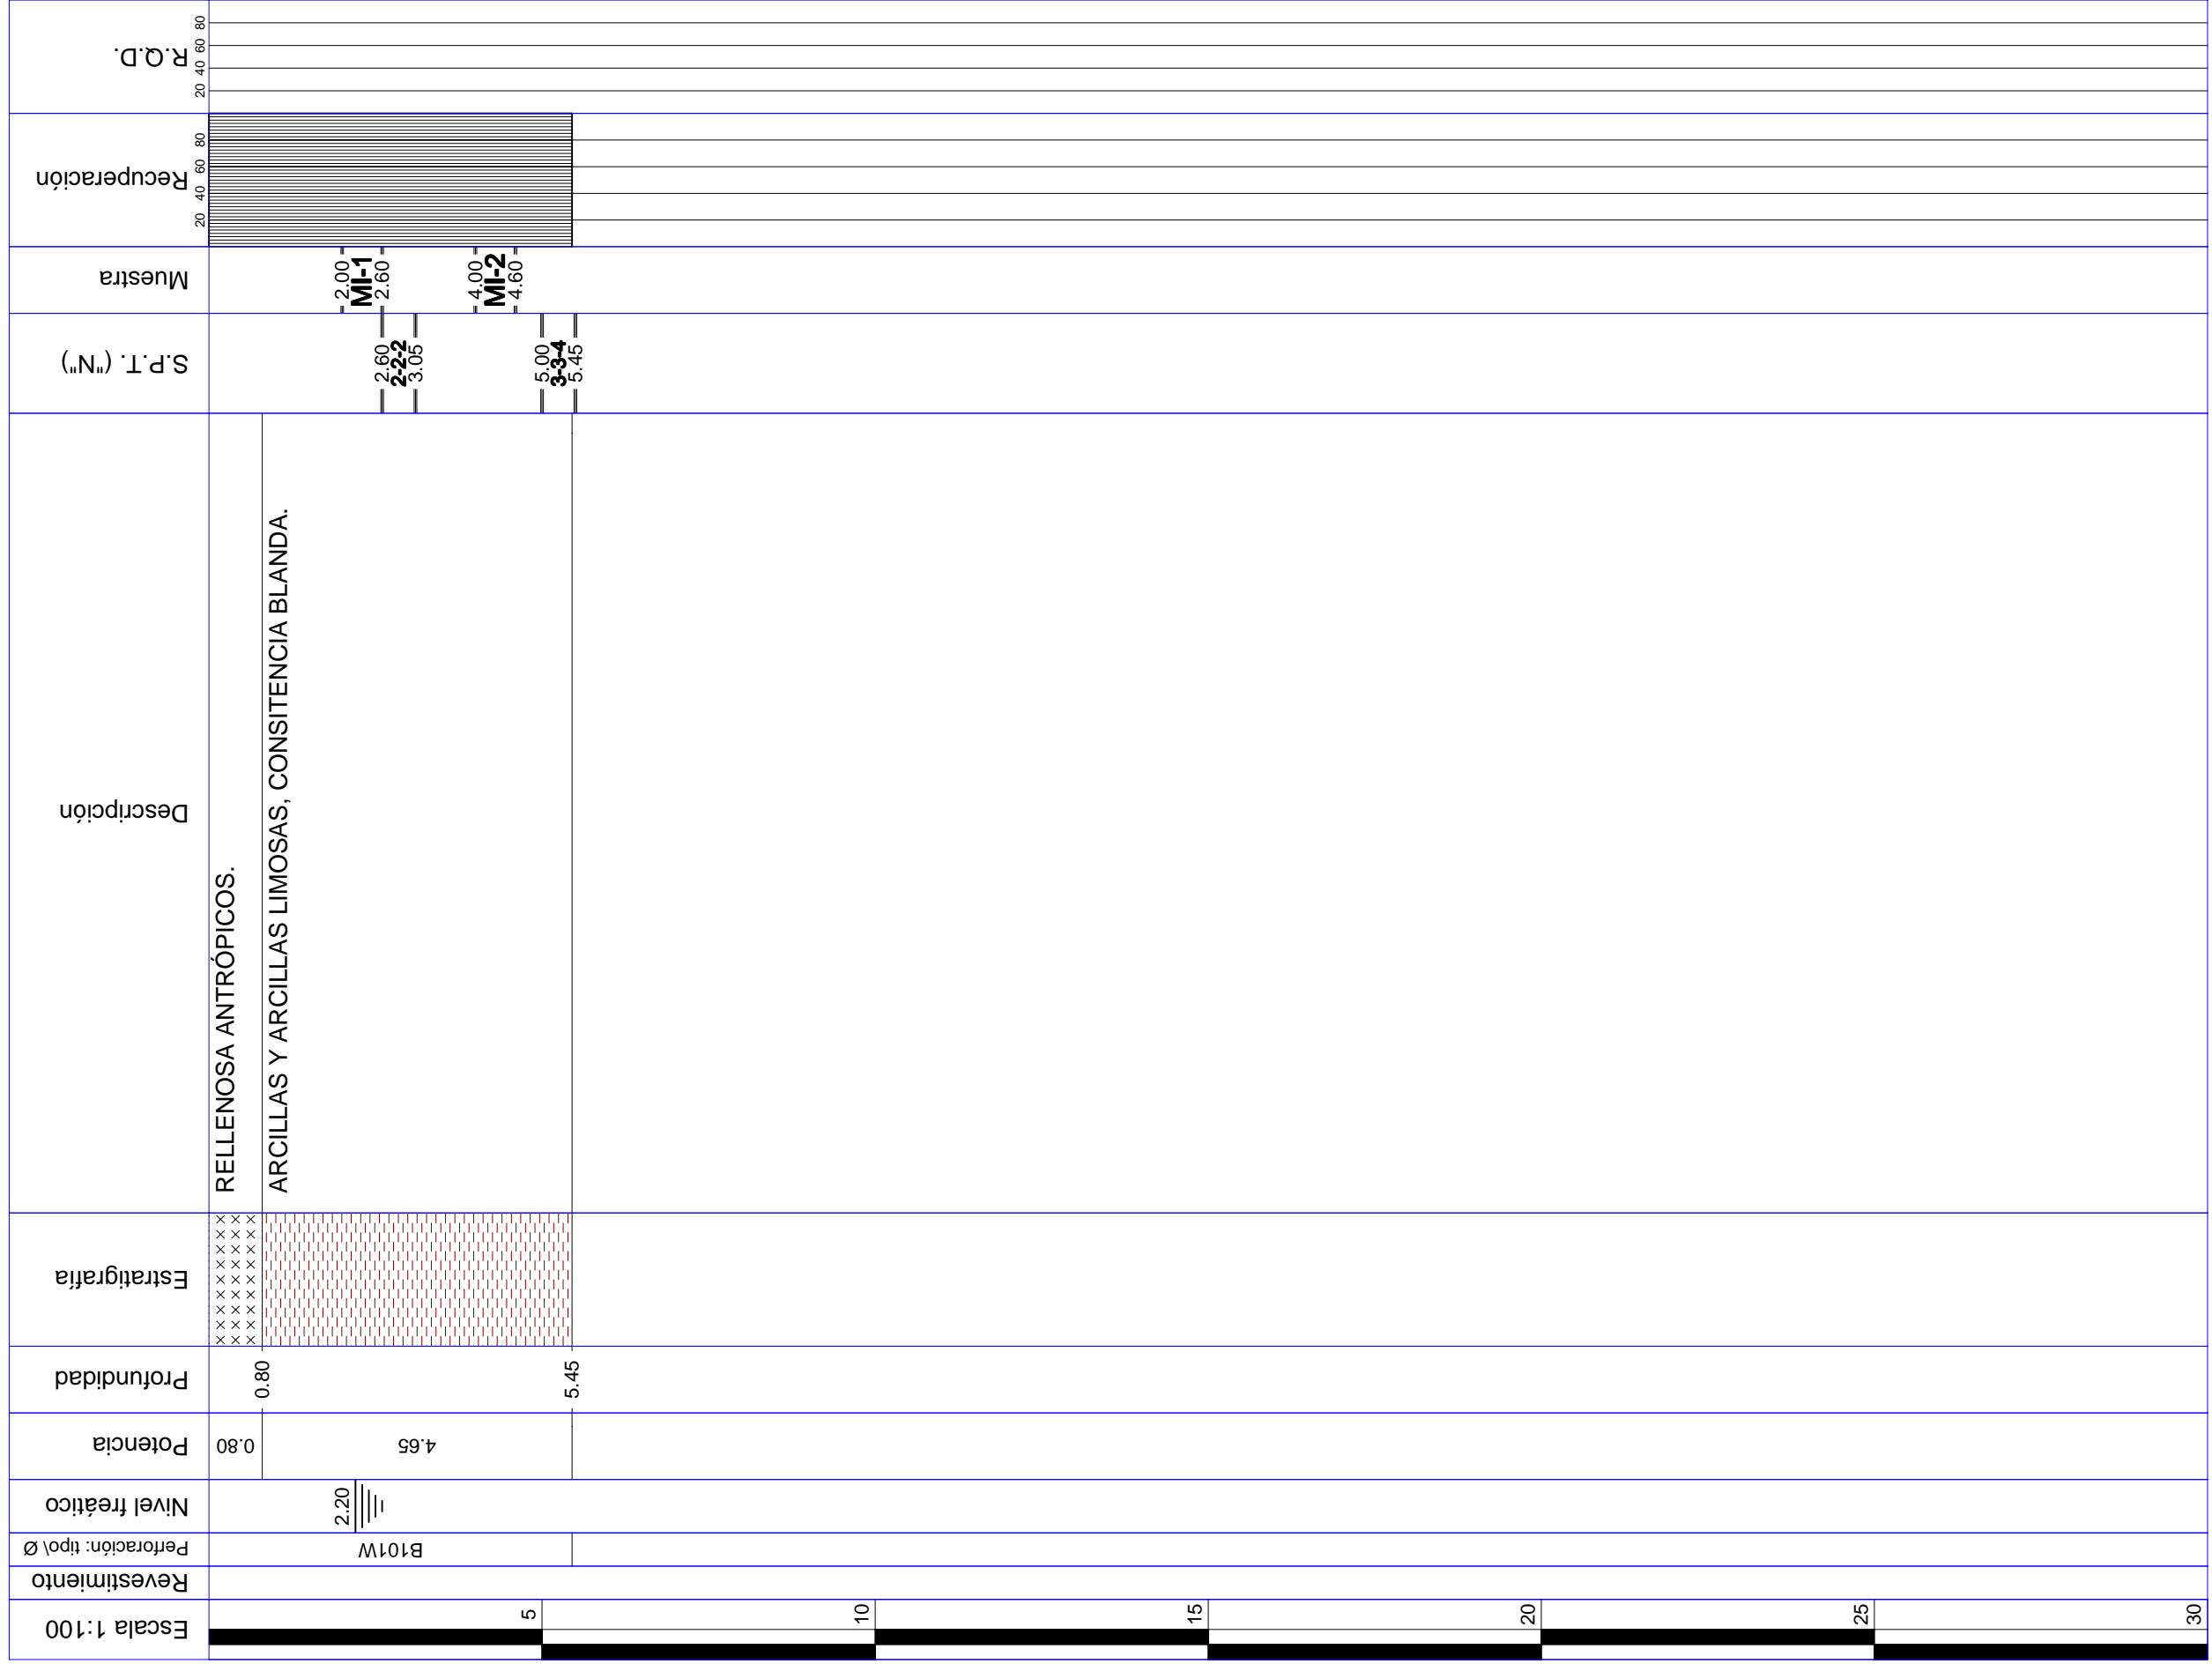 Escala 1:100
Revestimiento
Perforación: tipo\ Ø
Nivel freático
Potencia
Profundidad
Estratigrafía
Descripción
S.P.T. ("N")
Muestra
Recuperación
R.Q.D.
20 40 60 80
20 40 60 80
B101W
2.20
0.80
4.65
0.80
5.45
RELLENOSA ANTRÓPICOS.
ARCILLAS Y ARCILLAS LIMOSAS, CONSITENCIA BLANDA.
2.60
2-2-2
3.05
5.00
3-3-4
5.45
2.00
MI-1
2.60
4.00
MI-2
4.60
5
10
15
20
25
30